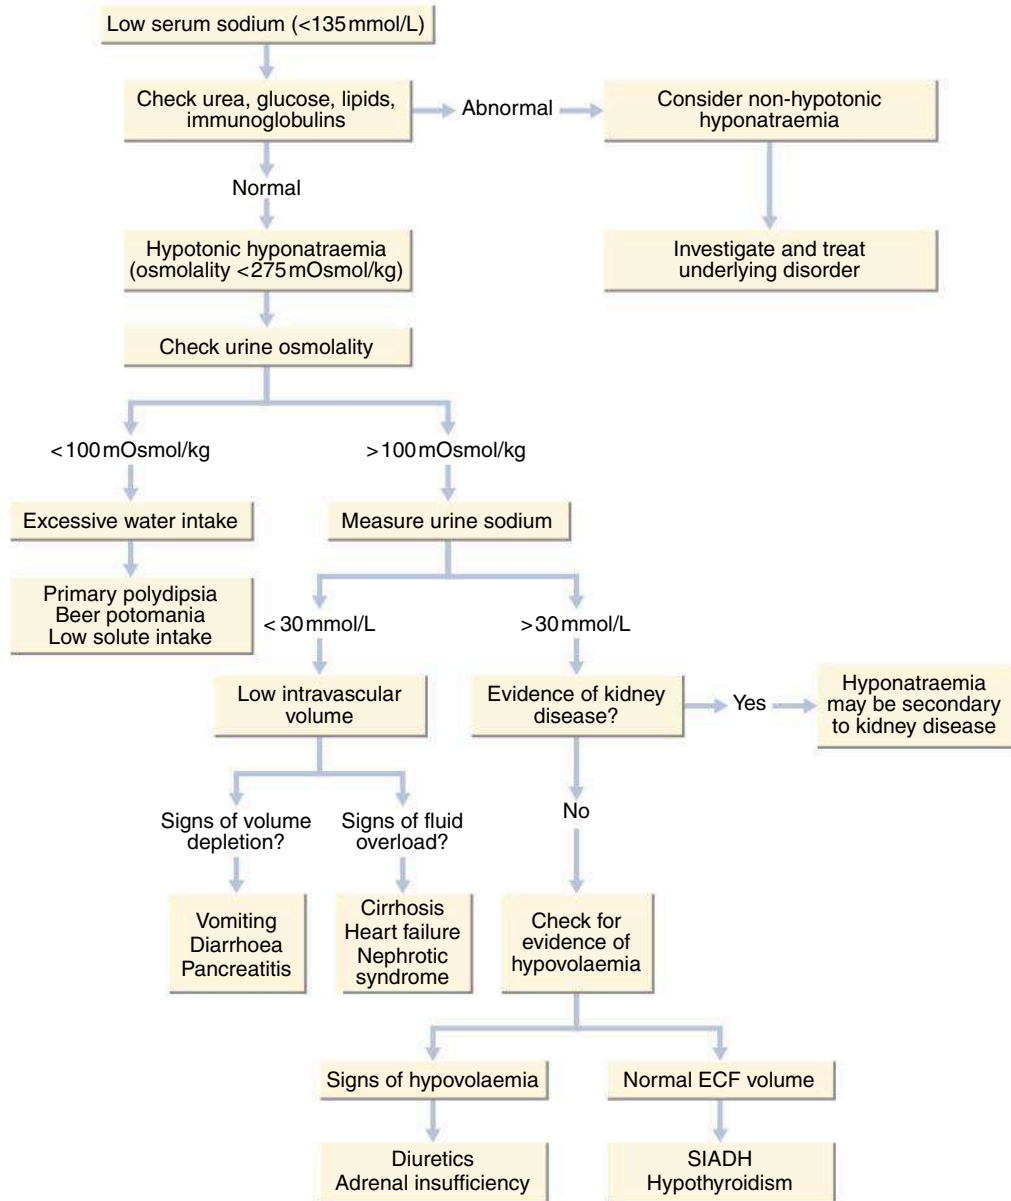 Low serum sodium (<135 mmol/L)
Check urea, glucose, lipids,
immunoglobulins
Abnormal
Consider non-hypotonic
hyponatraemia
Normal
Investigate and treat
underlying disorder
Hypotonic hyponatraemia
(osmolality <275 mOsmol/kg)
Check urine osmolality
<100 mOsmol/kg
>100 mOsmol/kg
Excessive water intake
Measure urine sodium
Primary polydipsia
Beer potomania
Low solute intake
<30 mmol/L
>30 mmol/L
Low intravascular
volume
Evidence of kidney
disease?
Yes
Hyponatraemia
may be secondary
to kidney disease
No
Signs of volume
depletion?
Signs of fluid
overload?
Vomiting
Diarrhoea
Pancreatitis
Cirrhosis
Heart failure
Nephrotic
syndrome
Check for
evidence of
hypovolaemia
Signs of hypovolaemia
Normal ECF volume
Diuretics
Adrenal insufficiency
SIADH
Hypothyroidism